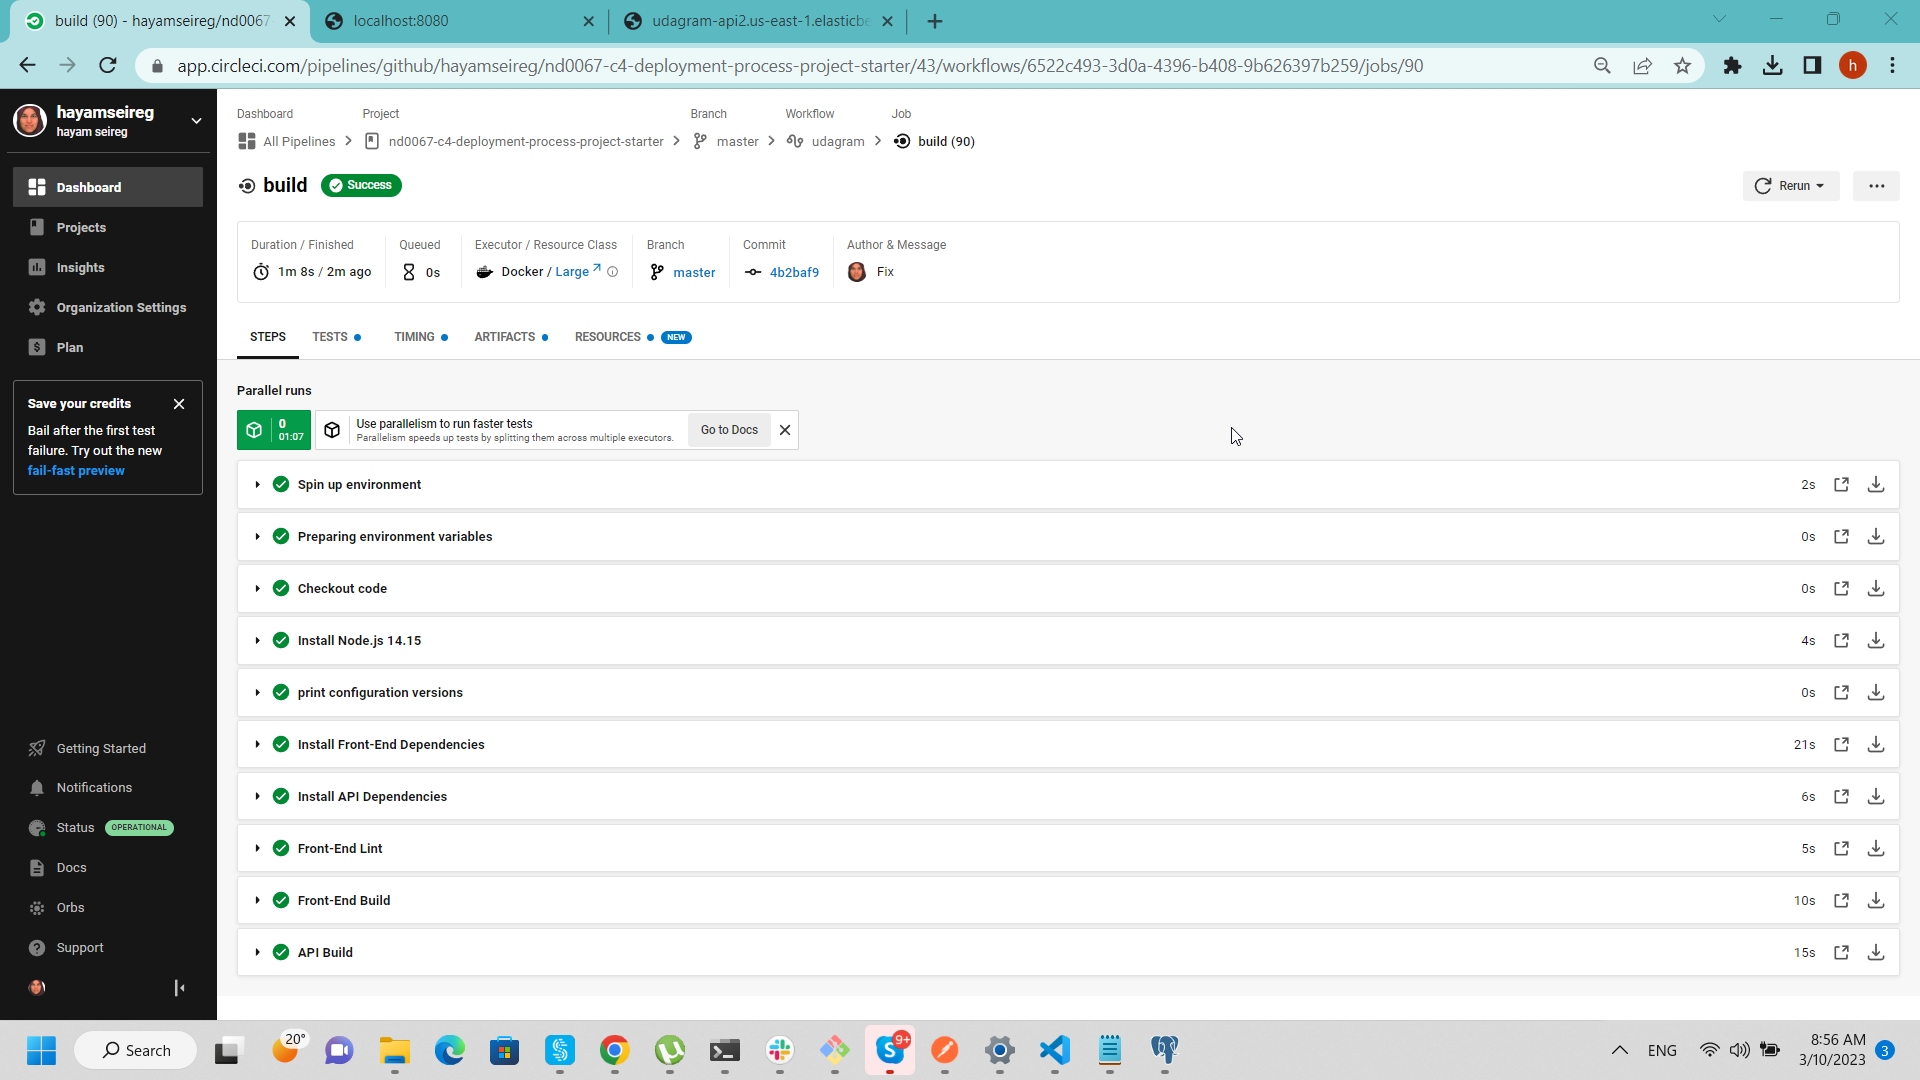 build (90) - hayamseireg/nd0067
localhost:8080
udagram-api2.us-east-1.elasticbe
app.circleci.com/pipelines/github/hayamseireg/nd0067-c4-deployment-process-project-starter/43/workflows/6522c493-3d0a-4396-b408-9b626397b259/jobs/90
h
hayamseireg
hayam seireg
Dashboard
Projects
Insights
Organization Settings
Plan
Save your credits
Bail after the first test
failure. Try out the new
fail-fast preview
Getting Started
Notifications
Status OPERATIONAL
Docs
Orbs
Support
Dashboard Project Branch Workflow Job
All Pipelines nd0067-c4-deployment-process-project-starter master udagram build (90)
build Success
Rerun
Duration / Finished Queued Executor / Resource Class Branch Commit Author & Message
1m 8s / 2m ago 0s Docker / Large master 4b2baf9 Fix
STEPS TESTS TIMING ARTIFACTS RESOURCES NEW
Parallel runs
0
01:07
Use parallelism to run faster tests
Parallelism speeds up tests by splitting them across multiple executors.
Go to Docs
Spin up environment 2s
Preparing environment variables 0s
Checkout code 0s
Install Node.js 14.15 4s
print configuration versions 0s
Install Front-End Dependencies 21s
Install API Dependencies 6s
Front-End Lint 5s
Front-End Build 10s
API Build 15s
Search
20°
9+
ENG
8:56 AM
3/10/2023
3